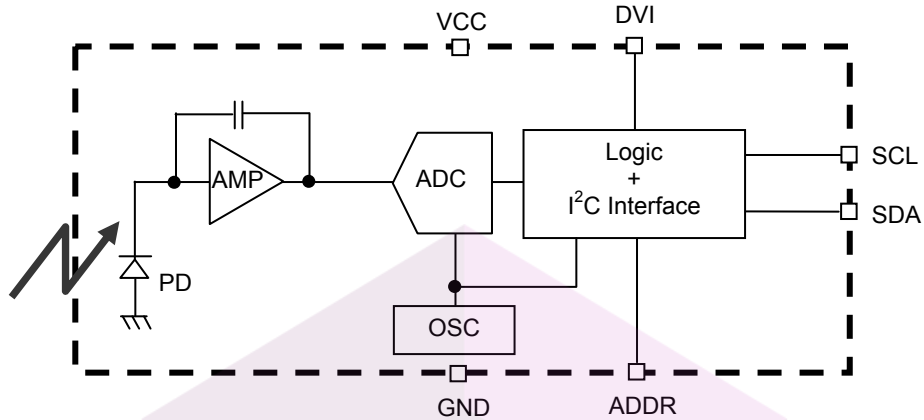 VCC
DVI
AMP
ADC
Logic
+
I²C Interface
SCL
SDA
PD
OSC
GND
ADDR